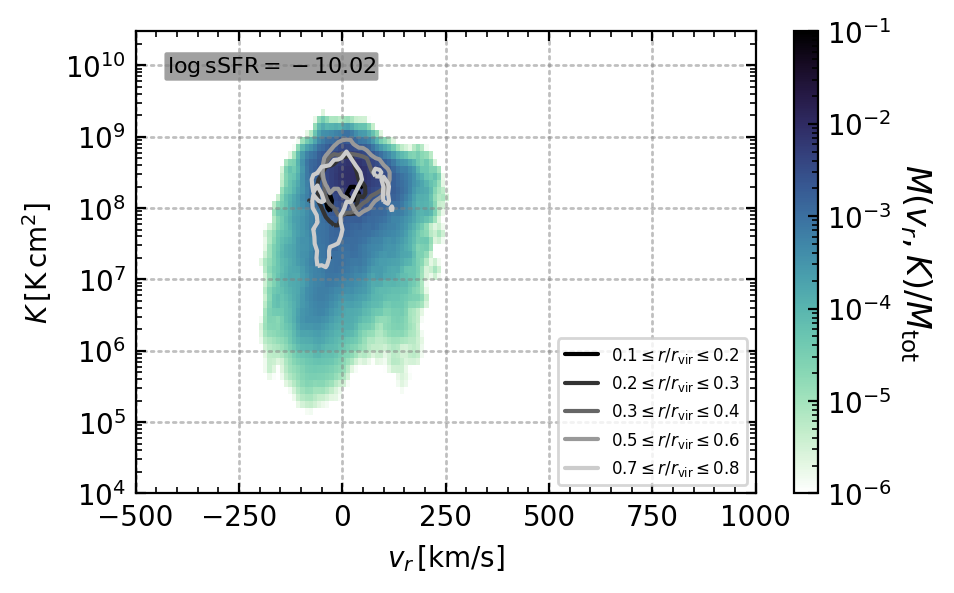 log sSFR = −10.02
10^10
10^9
10^8
10^7
10^6
10^5
10^4
K [K cm^2]
−500 −250 0 250 500 750 1000
v_r [km/s]
0.1 ≤ r/r_vir ≤ 0.2
0.2 ≤ r/r_vir ≤ 0.3
0.3 ≤ r/r_vir ≤ 0.4
0.5 ≤ r/r_vir ≤ 0.6
0.7 ≤ r/r_vir ≤ 0.8
10^−1
10^−2
10^−3
10^−4
10^−5
10^−6
M(v_r, K)/M_tot